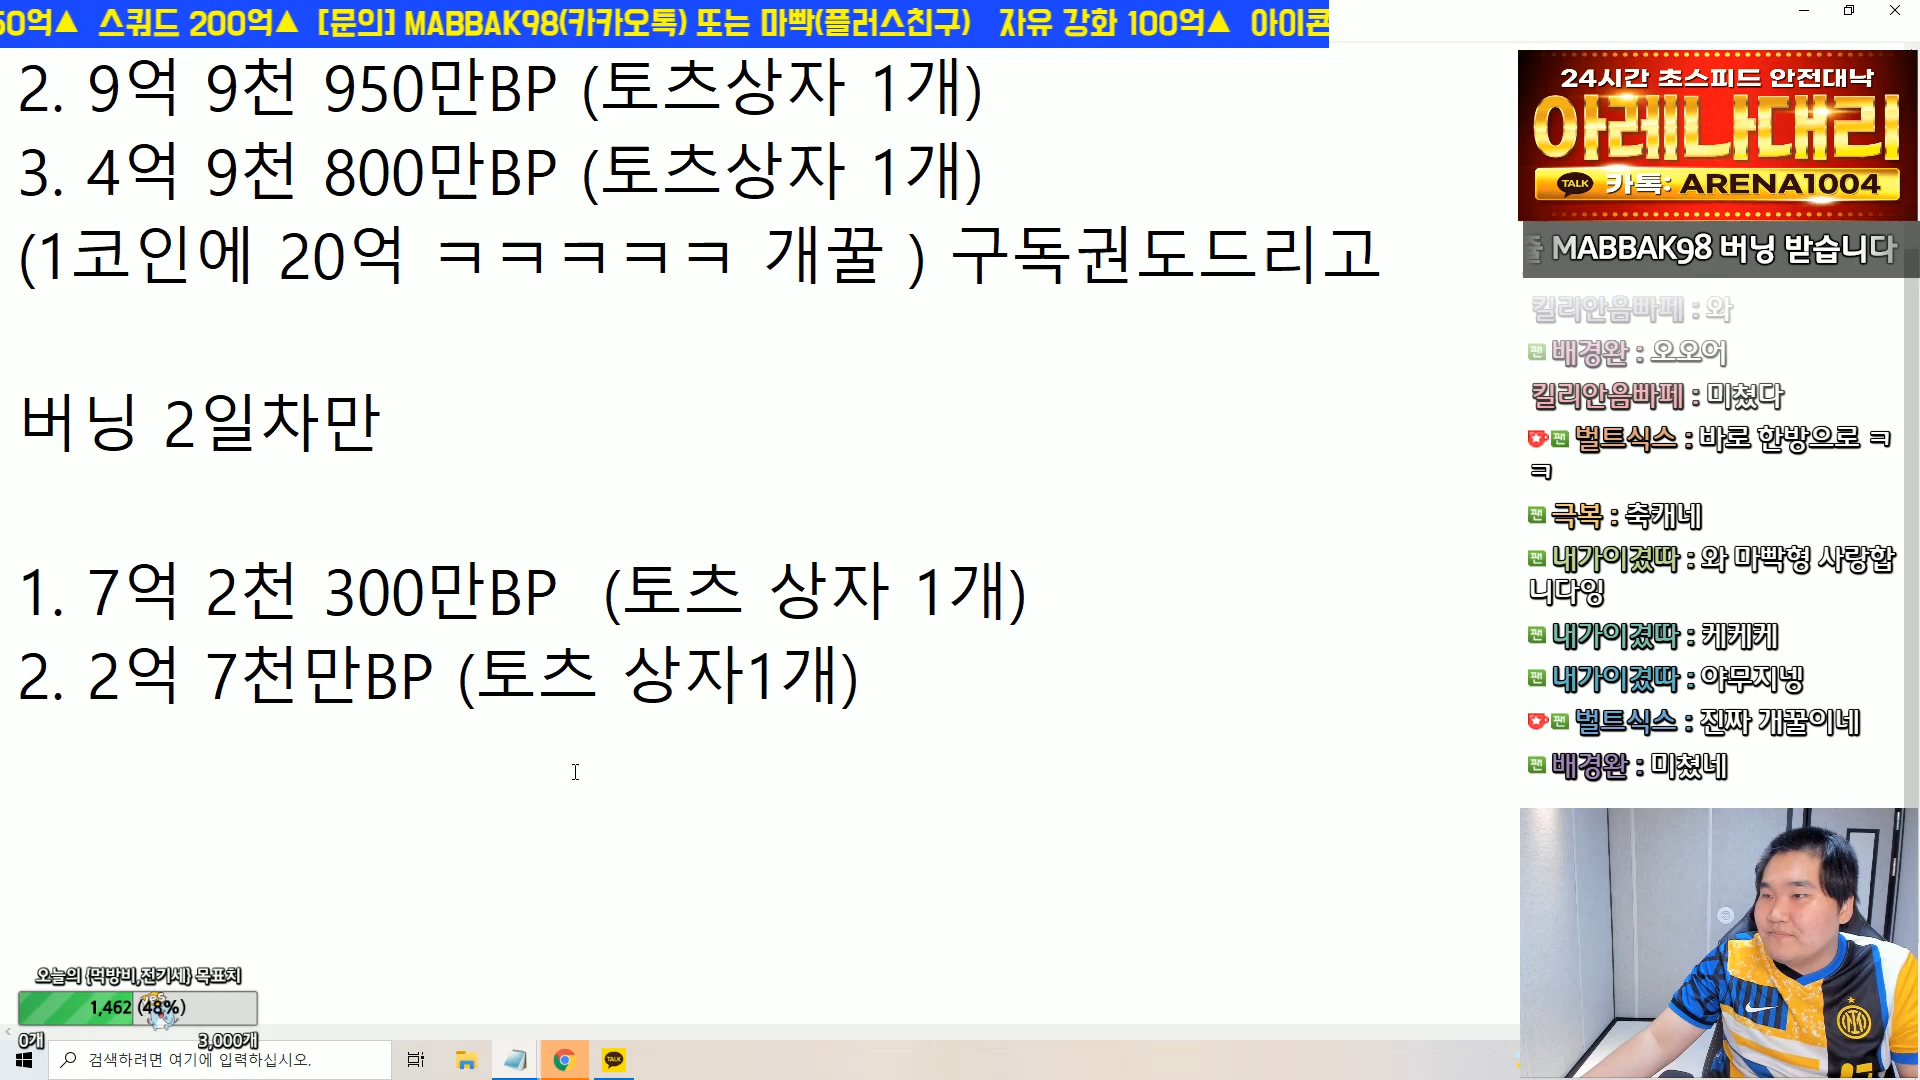 50억▲ 스쿼드 200억▲ [문의] MABBAK98(카카오톡) 또는 마빡(플러스친구) 자유 강화 100억▲ 아이콘
2. 9억 9천 950만BP (토츠상자 1개)
3. 4억 9천 800만BP (토츠상자 1개)
(1코인에 20억 ㅋㅋㅋㅋㅋ 개꿀 ) 구독권도드리고
버닝 2일차만
1. 7억 2천 300만BP (토츠 상자 1개)
2. 2억 7천만BP (토츠 상자1개)
24시간 초스피드 안전대낙
아레나대리
TALK 카톡: ARENA1004
MABBAK98 버닝 받습니다
킬리안음빠페 : 와
팬 배경완 : 오오어
킬리안음빠페 : 미쳤다
팬 벌트식스 : 바로 한방으로 ㅋ
ㅋ
팬 극복 : 축캐네
팬 내가이겼따 : 와 마빡형 사랑합
니다잉
팬 내가이겼따 : 케케케
팬 내가이겼따 : 야무지넹
팬 벌트식스 : 진짜 개꿀이네
팬 배경완 : 미쳤네
오늘의 {먹방비,전기세} 목표치
1,462 (48%)
0개 3,000개
검색하려면 여기에 입력하십시오.
TALK